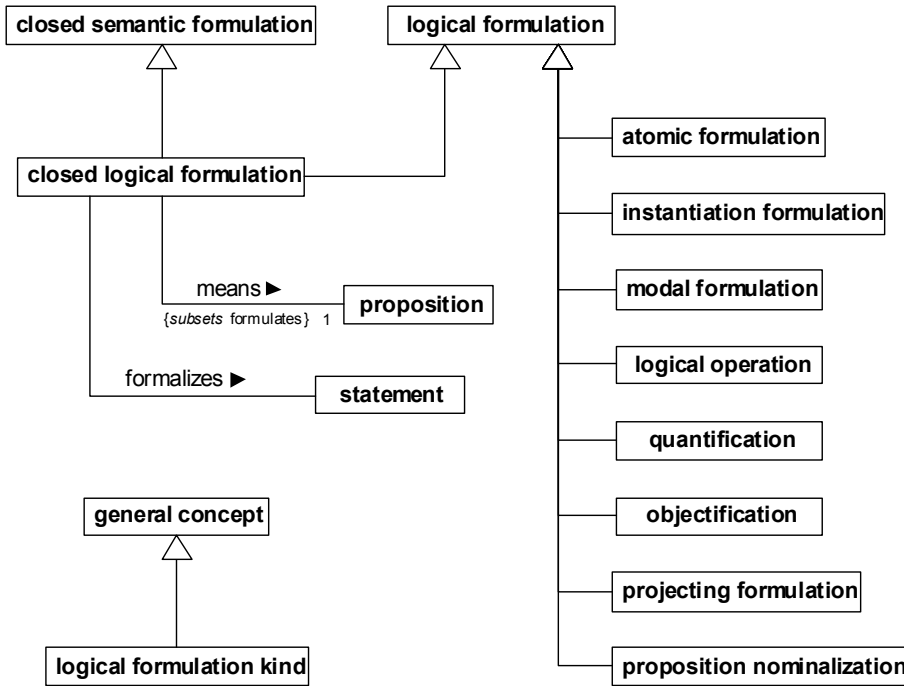 closed semantic formulation
logical formulation
atomic formulation
closed logical formulation
instantiation formulation
modal formulation
means ►
proposition
{subsets formulates} 1
logical operation
formalizes ►
statement
quantification
general concept
objectification
projecting formulation
logical formulation kind
proposition nominalization